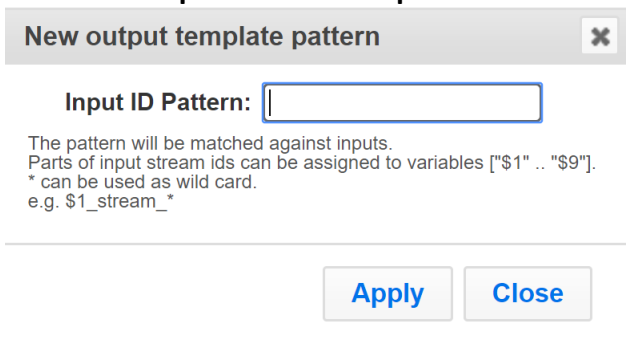 New output template pattern
Input ID Pattern:
The pattern will be matched against inputs.
Parts of input stream ids can be assigned to variables ["$1" .. "$9"].
* can be used as wild card.
e.g. $1_stream_*
Apply Close